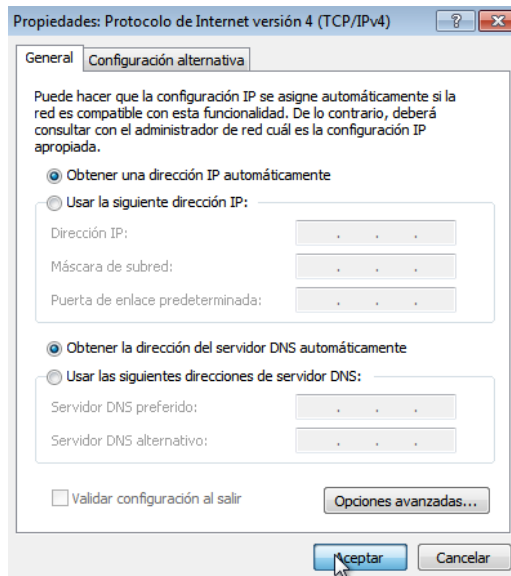 Propiedades: Protocolo de Internet versión 4 (TCP/IPv4)
General
Configuración alternativa
Puede hacer que la configuración IP se asigne automáticamente si la
red es compatible con esta funcionalidad. De lo contrario, deberá
consultar con el administrador de red cuál es la configuración IP
apropiada.
Obtener una dirección IP automáticamente
Usar la siguiente dirección IP:
Dirección IP:
Máscara de subred:
Puerta de enlace predeterminada:
Obtener la dirección del servidor DNS automáticamente
Usar las siguientes direcciones de servidor DNS:
Servidor DNS preferido:
Servidor DNS alternativo:
Validar configuración al salir
Opciones avanzadas...
Aceptar
Cancelar